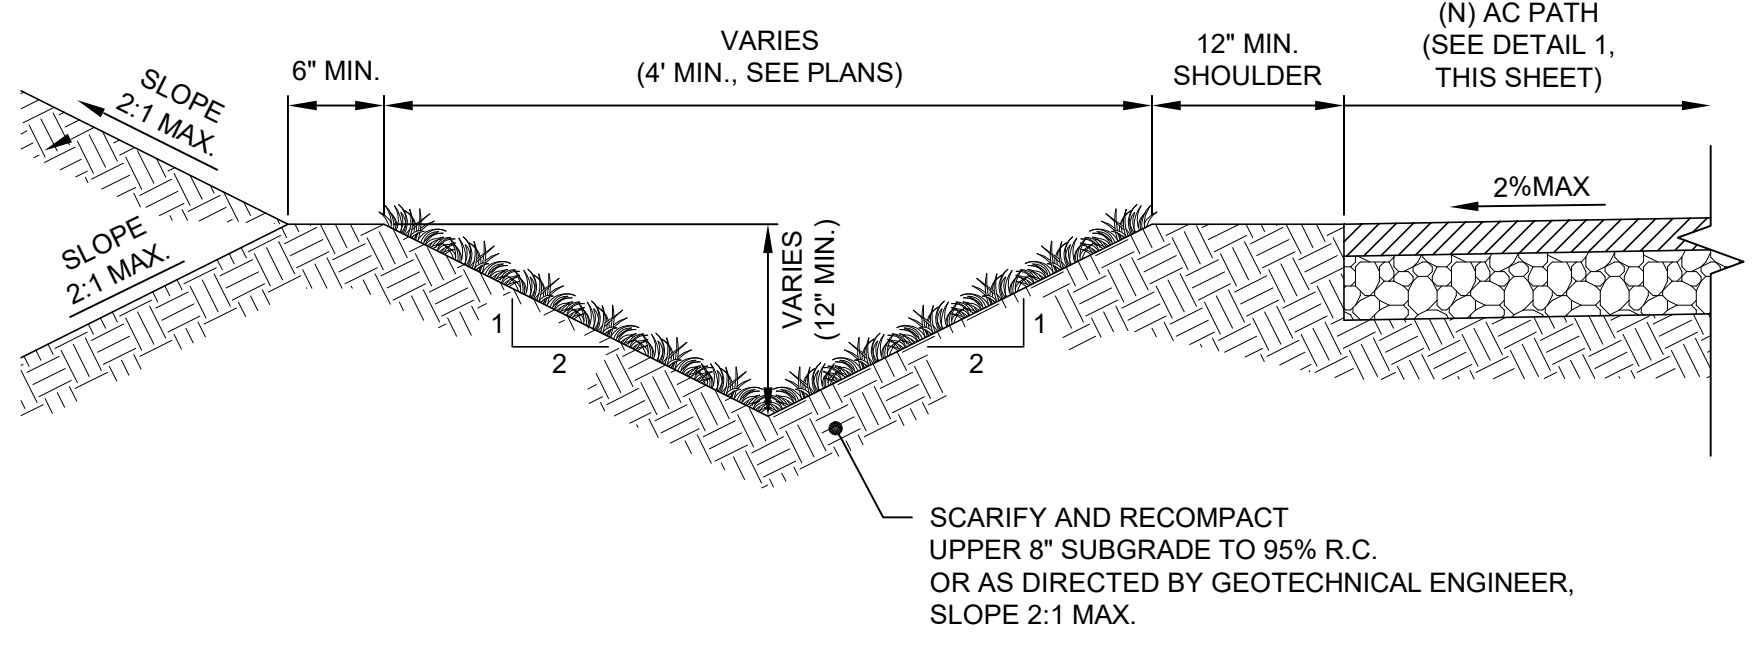 (N) AC PATH
(SEE DETAIL 1,
THIS SHEET)
VARIES
(4' MIN., SEE PLANS)
12" MIN.
SHOULDER
6" MIN.
SLOPE
2:1 MAX.
2%MAX
SLOPE
2:1 MAX.
VARIES
(12" MIN.)
1
2
1
2
SCARIFY AND RECOMPACT
UPPER 8" SUBGRADE TO 95% R.C.
OR AS DIRECTED BY GEOTECHNICAL ENGINEER,
SLOPE 2:1 MAX.